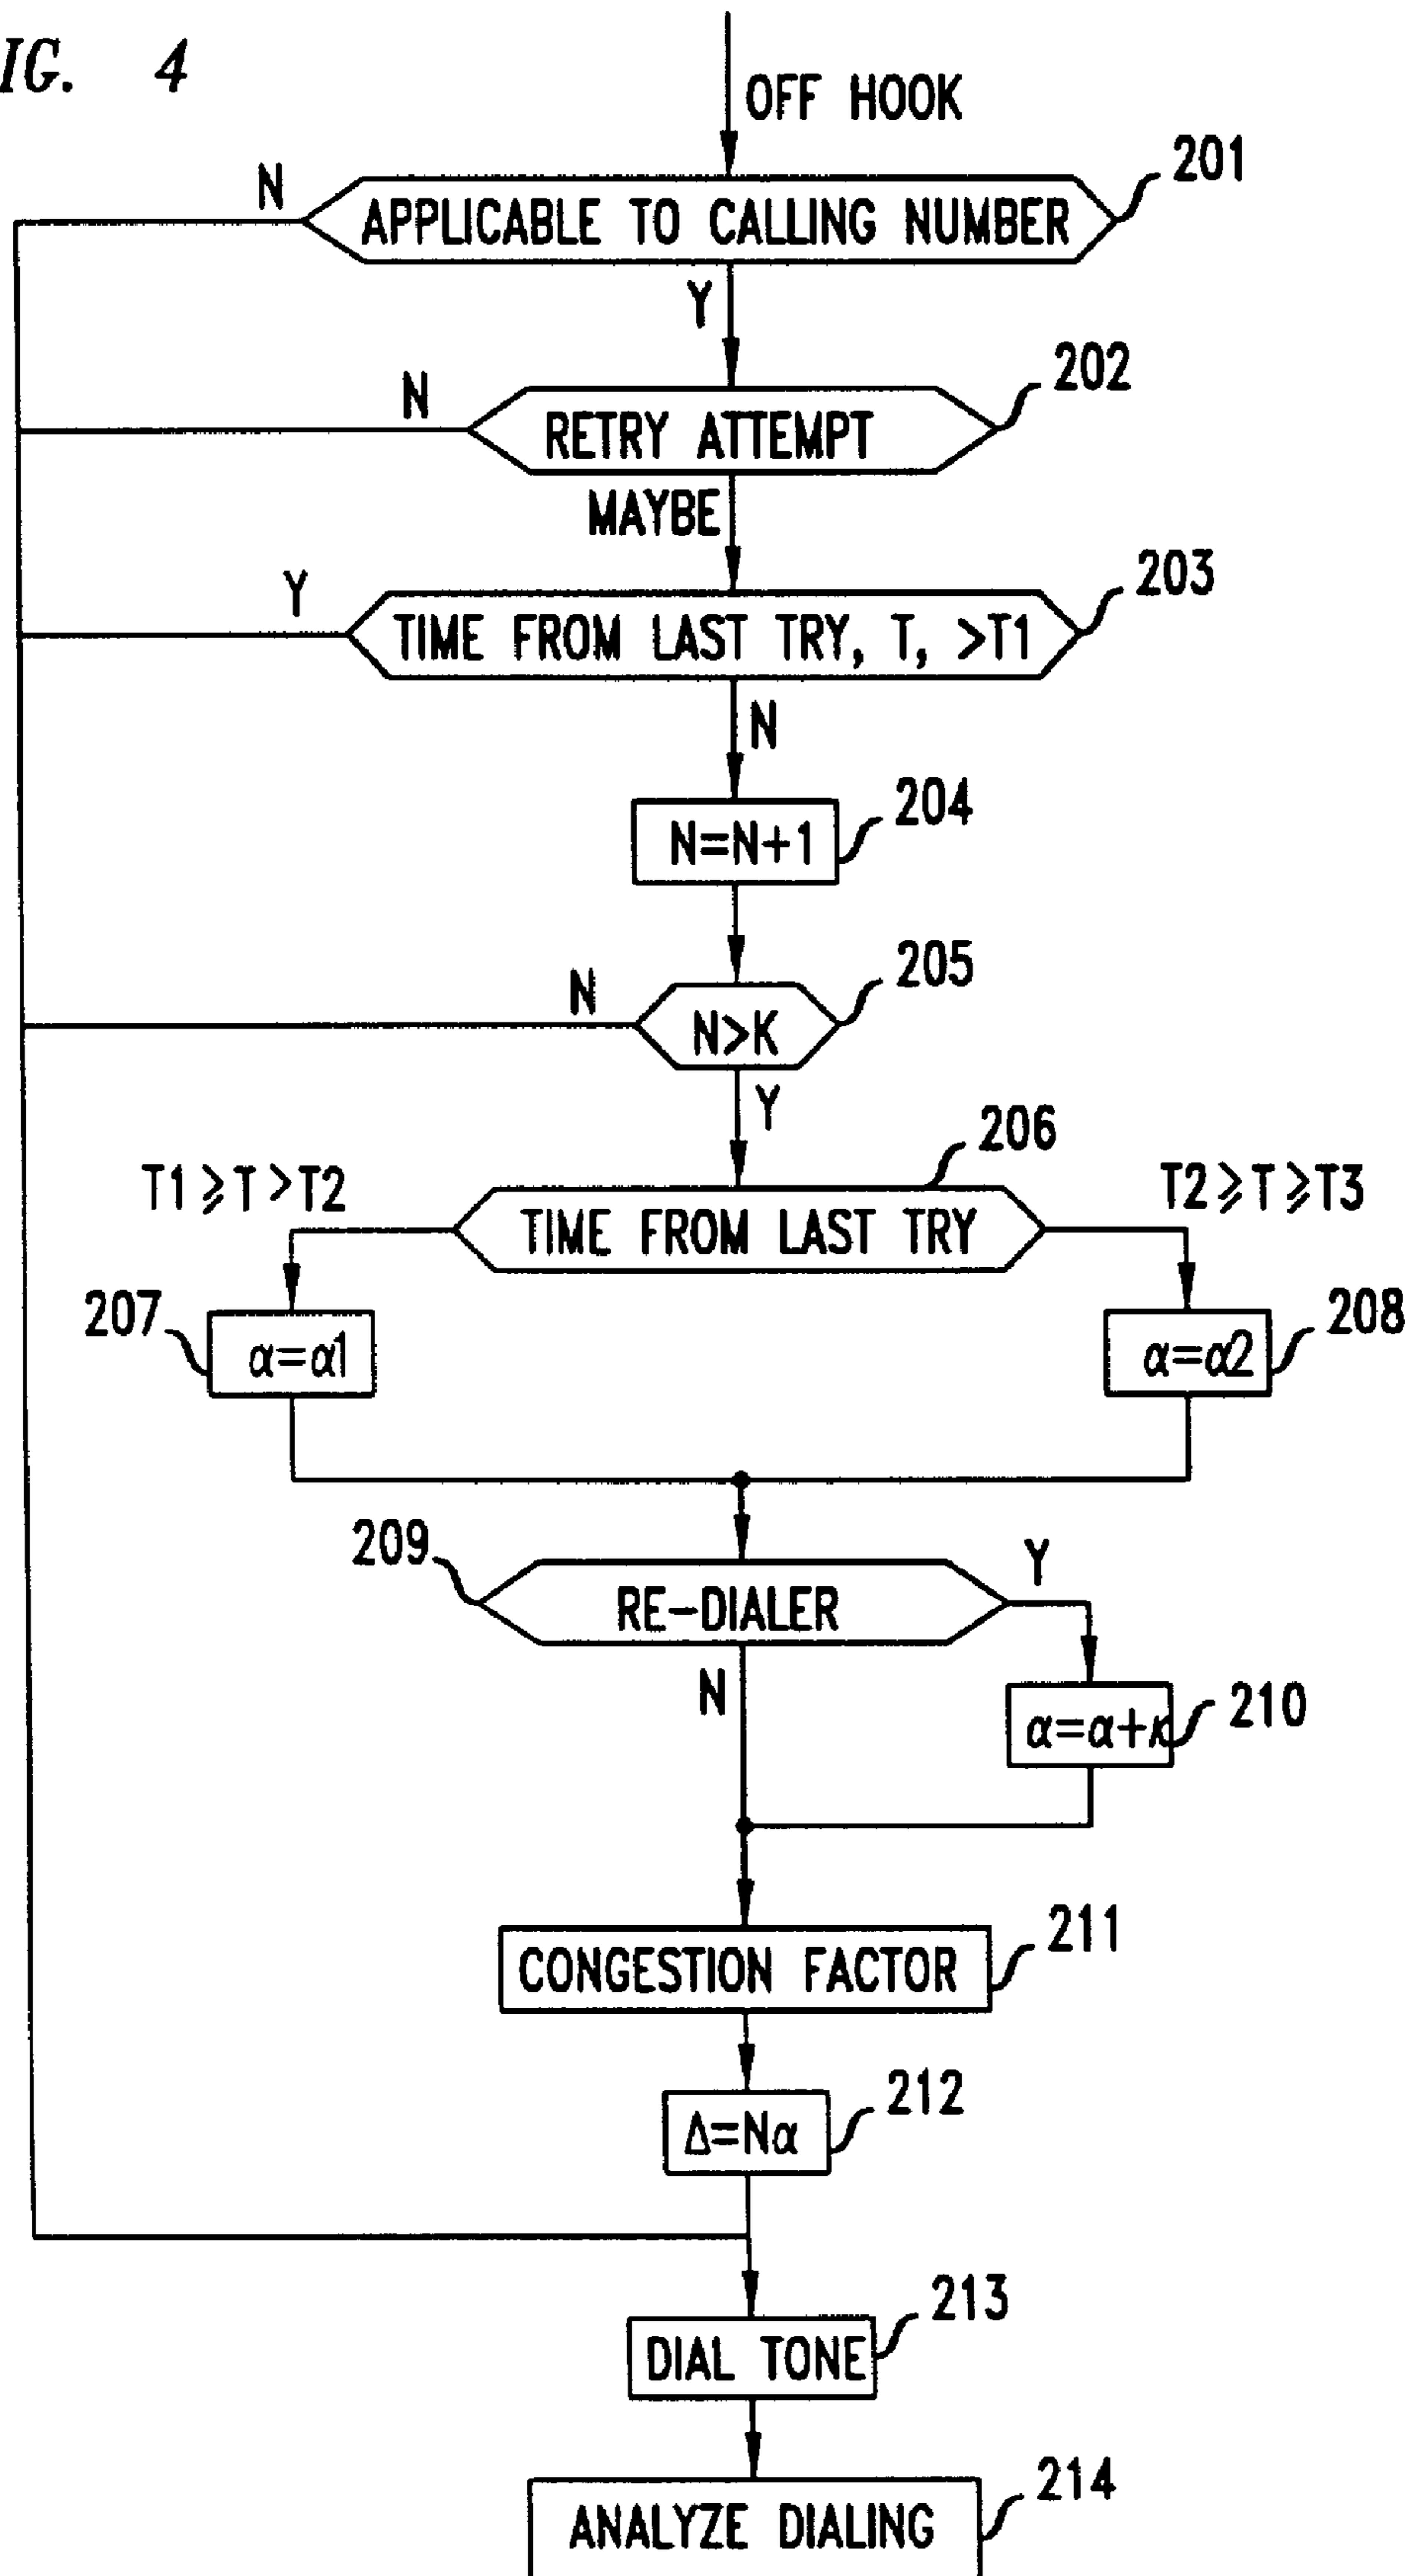 IG. 4
OFF HOOK
N
APPLICABLE TO CALLING NUMBER
201
Y
N
RETRY ATTEMPT
202
MAYBE
Y
TIME FROM LAST TRY, T, >T1
203
N
N=N+1
204
N
N>K
205
Y
206
T1⩾T>T2
TIME FROM LAST TRY
T2⩾T⩾T3
207
α=α1
α=α2
208
209
RE-DIALER
Y
N
α=α+κ
210
CONGESTION FACTOR
211
Δ=Nα
212
DIAL TONE
213
ANALYZE DIALING
214